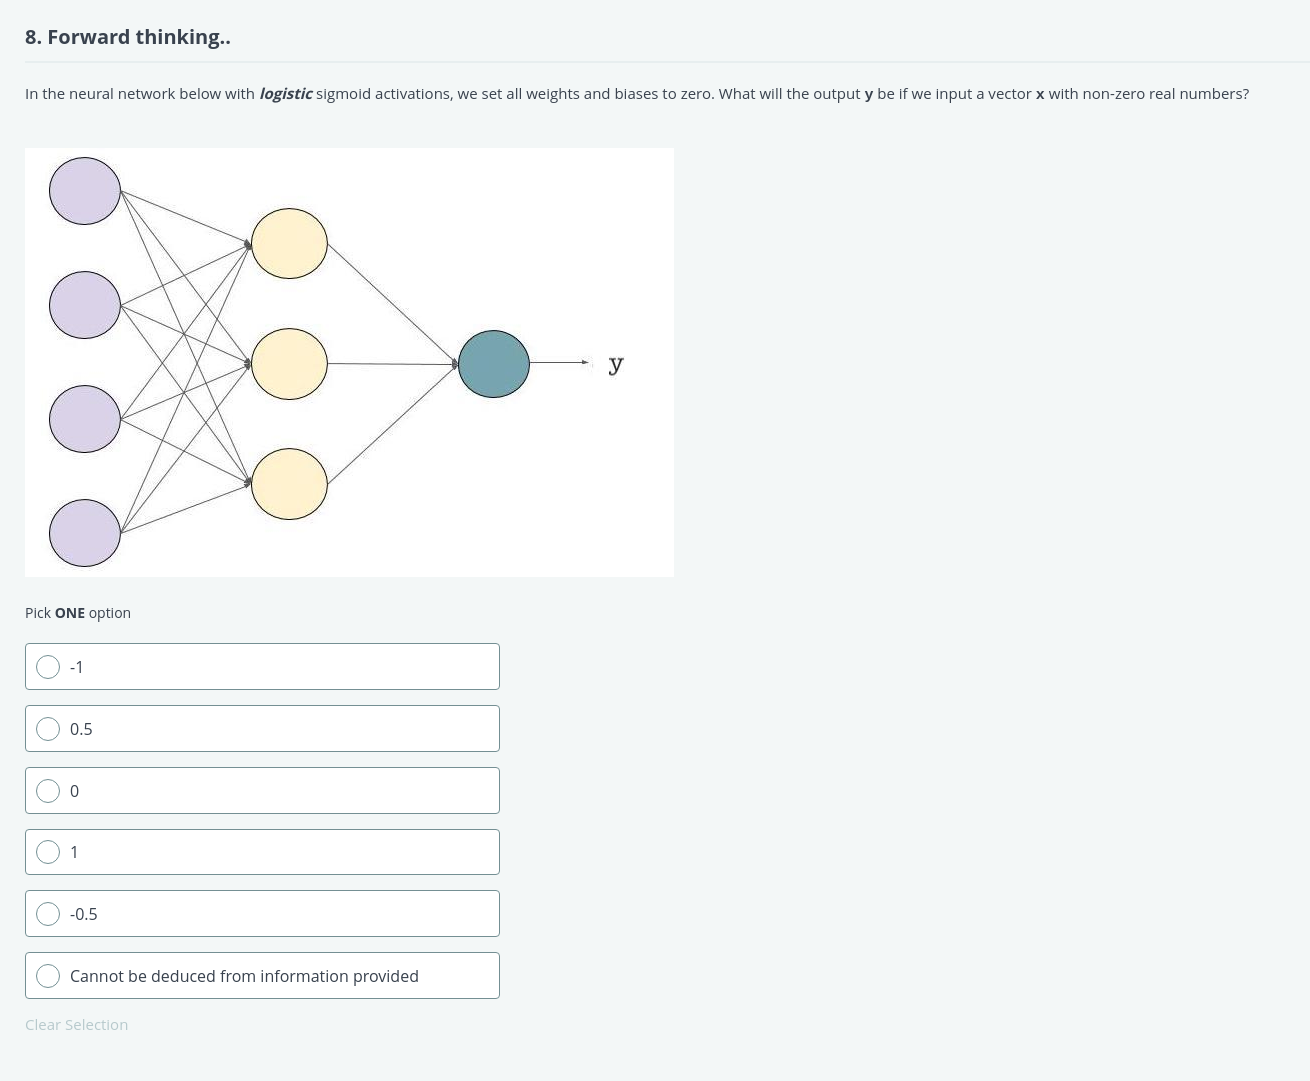 8. Forward thinking..
In the neural network below with logistic sigmoid activations, we set all weights and biases to zero. What will the output y be if we input a vector x with non-zero real numbers?
y
Pick ONE option
-1
0.5
0
1
-0.5
Cannot be deduced from information provided
Clear Selection